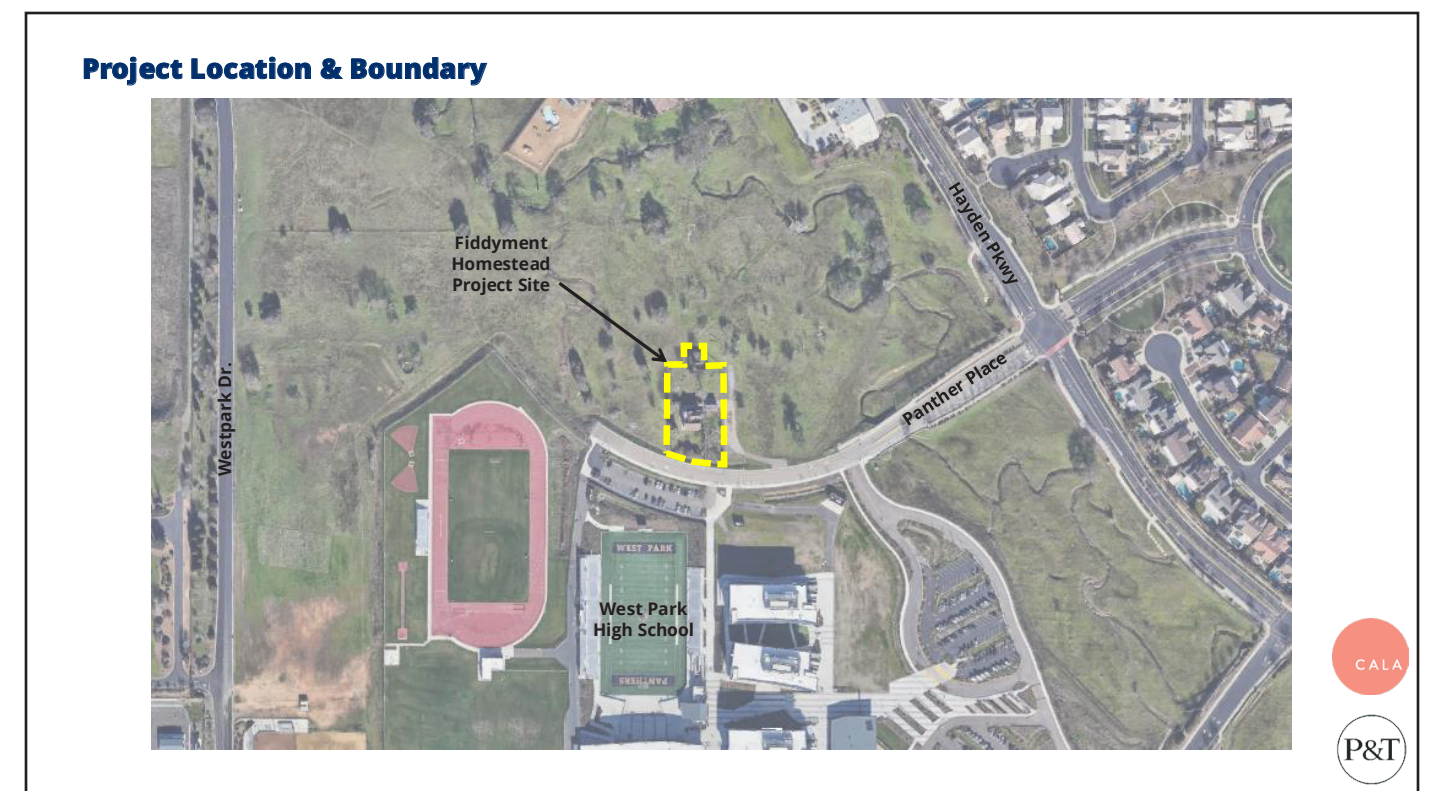 Project Location & Boundary
Fiddyment
Homestead
Project Site
Hayden Pkwy
Westpark Dr.
Panther Place
WEST PARK
West Park
High School
PANTHERS
CALA
P&T